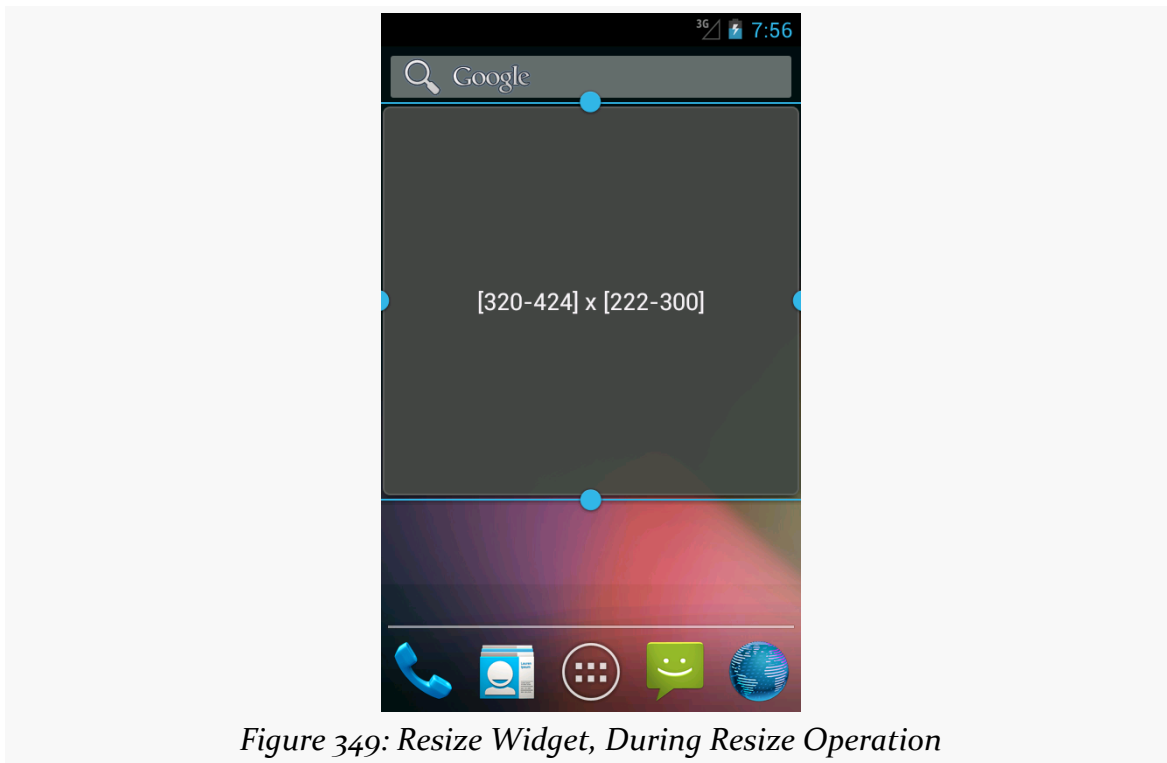 3G 7:56
Google
[320-424] x [222-300]
Figure 349: Resize Widget, During Resize Operation